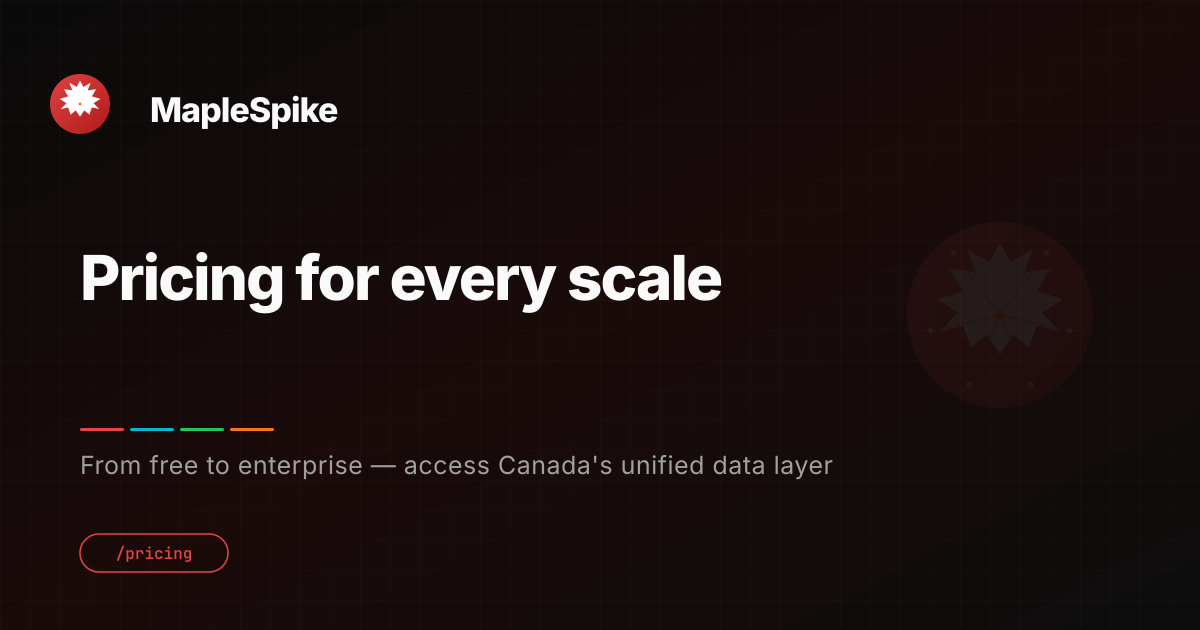 MapleSpike
Pricing for every scale
From free to enterprise — access Canada's unified data layer
/pricing